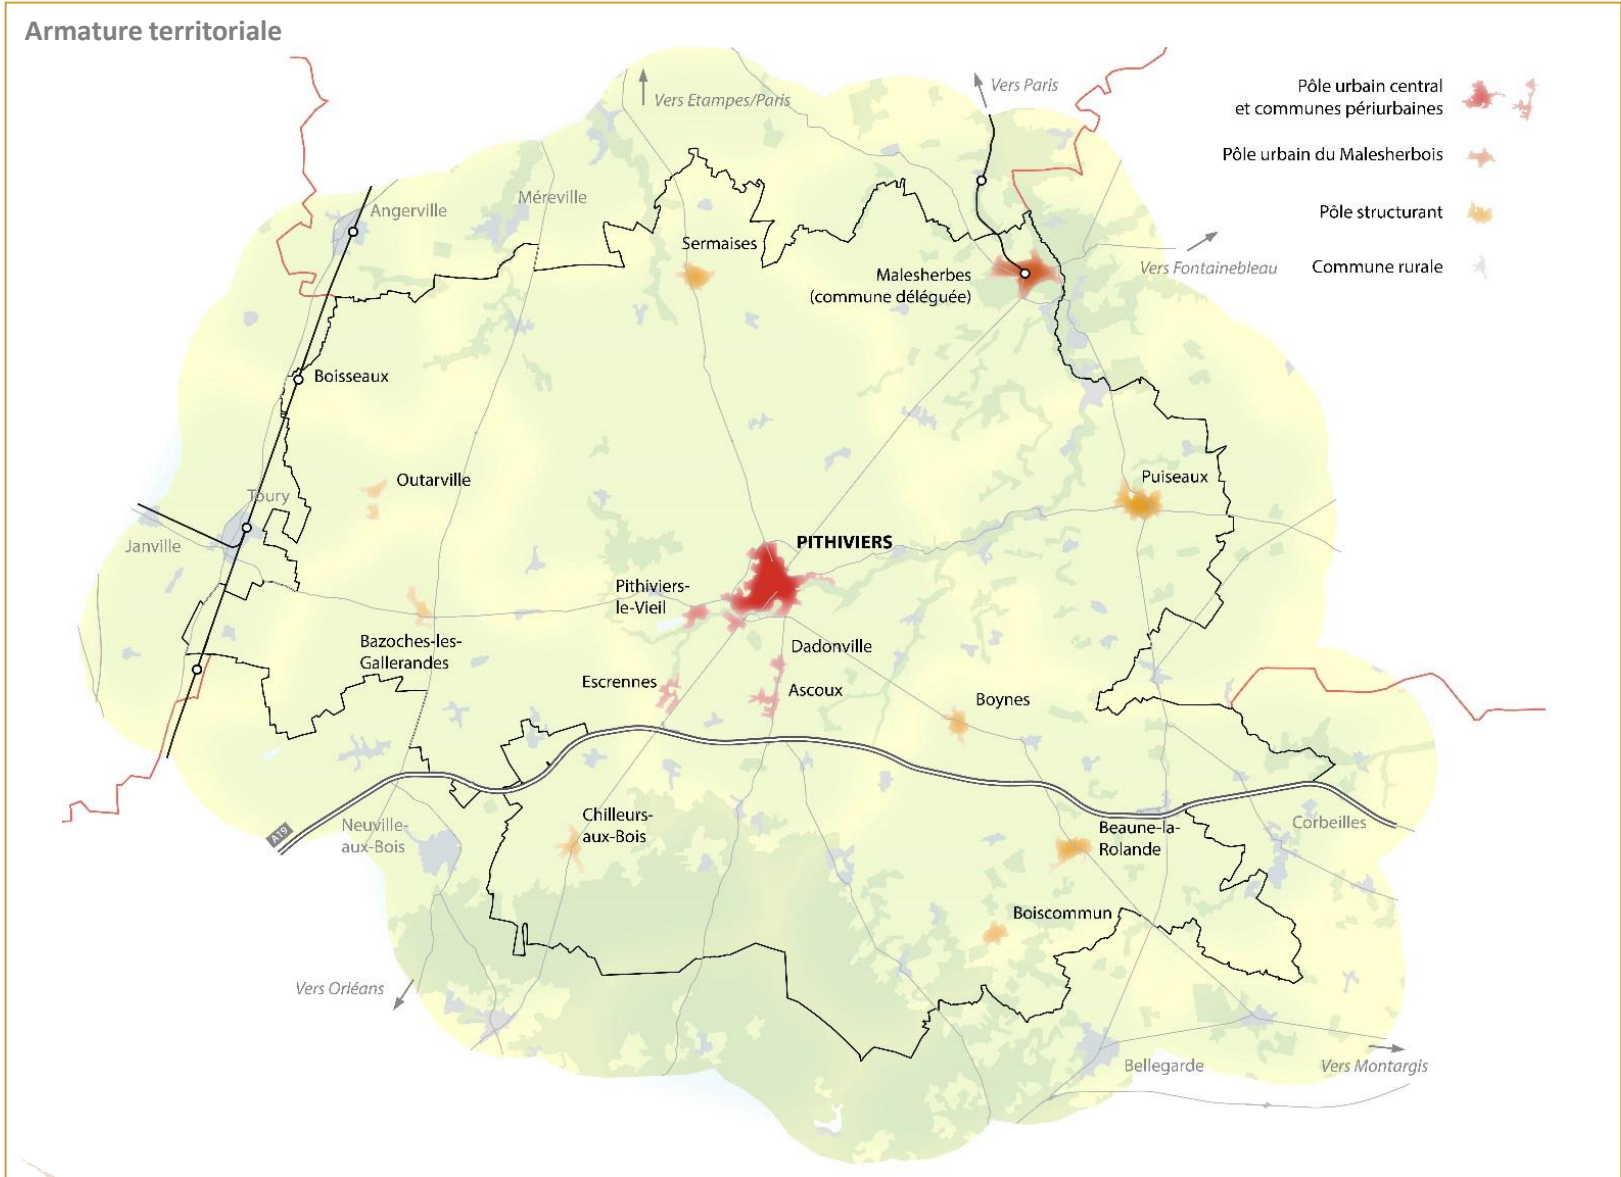 Armature territoriale
Vers Etampes/Paris
Vers Paris
Pôle urbain central
et communes périurbaines
Pôle urbain du Malesherbois
Pôle structurant
Commune rurale
Angerville
Méréville
Sermaises
Malesherbes
(commune déléguée)
Vers Fontainebleau
Boisseaux
Outarville
Toury
Janville
Puiseaux
PITHIVIERS
Pithiviers-
le-Vieil
Bazoches-les-
Gallerandes
Dadonville
Escrennes
Ascoux
Boynes
A19
Neuville-
aux-Bois
Chilleurs-
aux-Bois
Beaune-la-
Rolande
Corbeilles
Boiscommun
Vers Orléans
Bellegarde
Vers Montargis